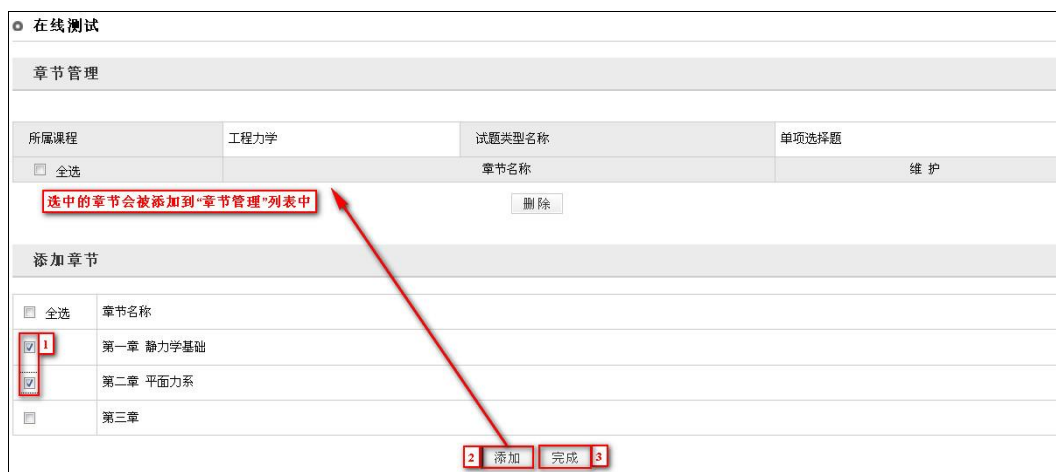 在线测试
章节管理
所属课程 工程力学 试题类型名称 单项选择题
全选 章节名称 维 护
选中的章节会被添加到“章节管理”列表中 删除
添加章节
全选 章节名称
1 第一章 静力学基础
第二章 平面力系
第三章
2 添加 完成 3